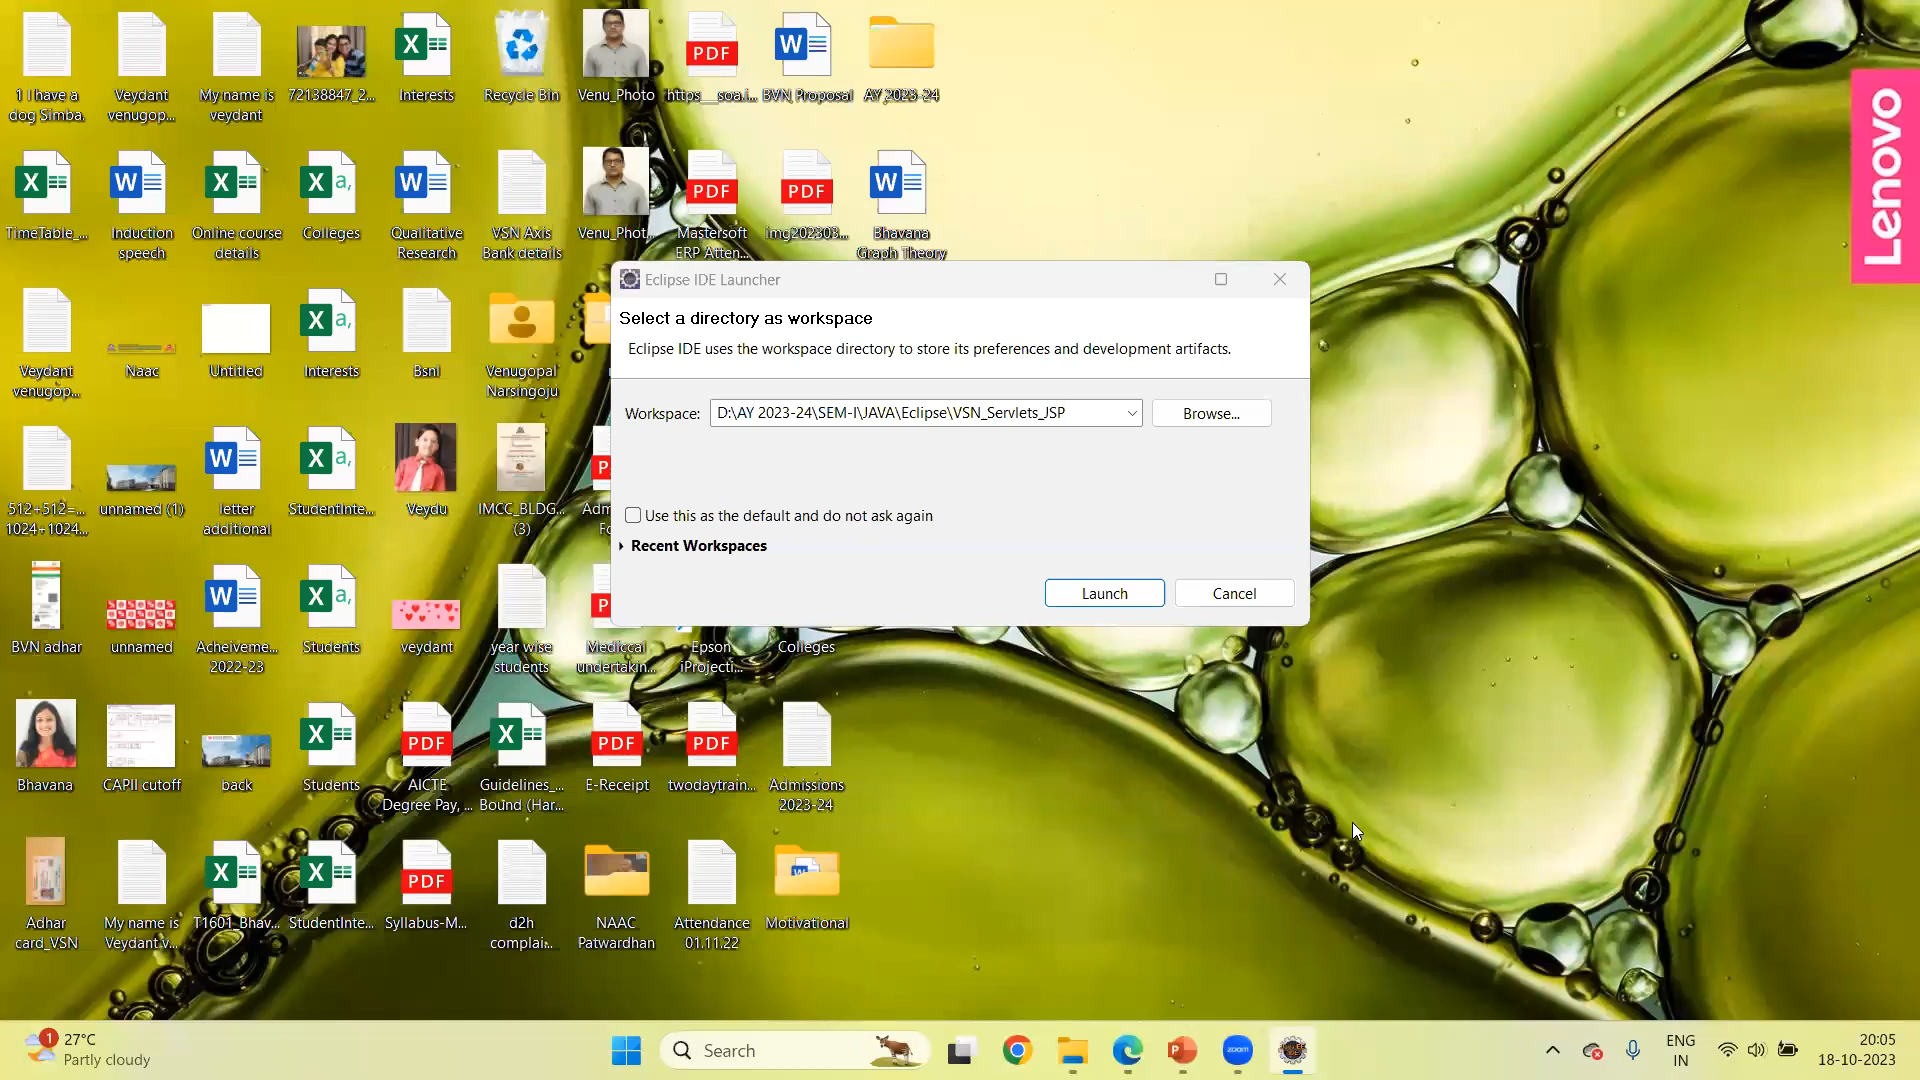 1 I have a dog Simba,
Veydant venugop...
My name is veydant
72138847_2...
Interests
Recycle Bin
Venu_Photo
https__soa.i...
BVN Proposal
AY 2023-24
TimeTable_...
Induction speech
Online course details
Colleges
Qualitative Research
VSN Axis Bank details
Venu_Phot...
Mastersoft ERP Atten...
img202303...
Bhavana Graph Theory
Lenovo
Eclipse IDE Launcher
Select a directory as workspace
Eclipse IDE uses the workspace directory to store its preferences and development artifacts.
Workspace:
D:\AY 2023-24\SEM-I\JAVA\Eclipse\VSN_Servlets_JSP
Browse...
Use this as the default and do not ask again
Recent Workspaces
Launch
Cancel
Veydant venugop...
Naac
Untitled
Interests
Bsnl
Venugopal Narsingoju
512+512=... 1024+1024...
unnamed (1)
letter additional
StudentInte...
Veydu
IMCC_BLDG... (3)
BVN adhar
unnamed
Acheiveme... 2022-23
Students
veydant
year wise students
Mediccal undertakin...
Epson iProjecti...
Colleges
Bhavana
CAPII cutoff
back
Students
AICTE Degree Pay, ...
Guidelines_... Bound (Har...
E-Receipt
twodaytrain...
Admissions 2023-24
Adhar card_VSN
My name is Veydant v...
T1601_Bhav...
StudentInte...
Syllabus-M...
d2h complai...
NAAC Patwardhan
Attendance 01.11.22
Motivational
1
27°C
Partly cloudy
Search
zoom
ENG
IN
20:05
18-10-2023